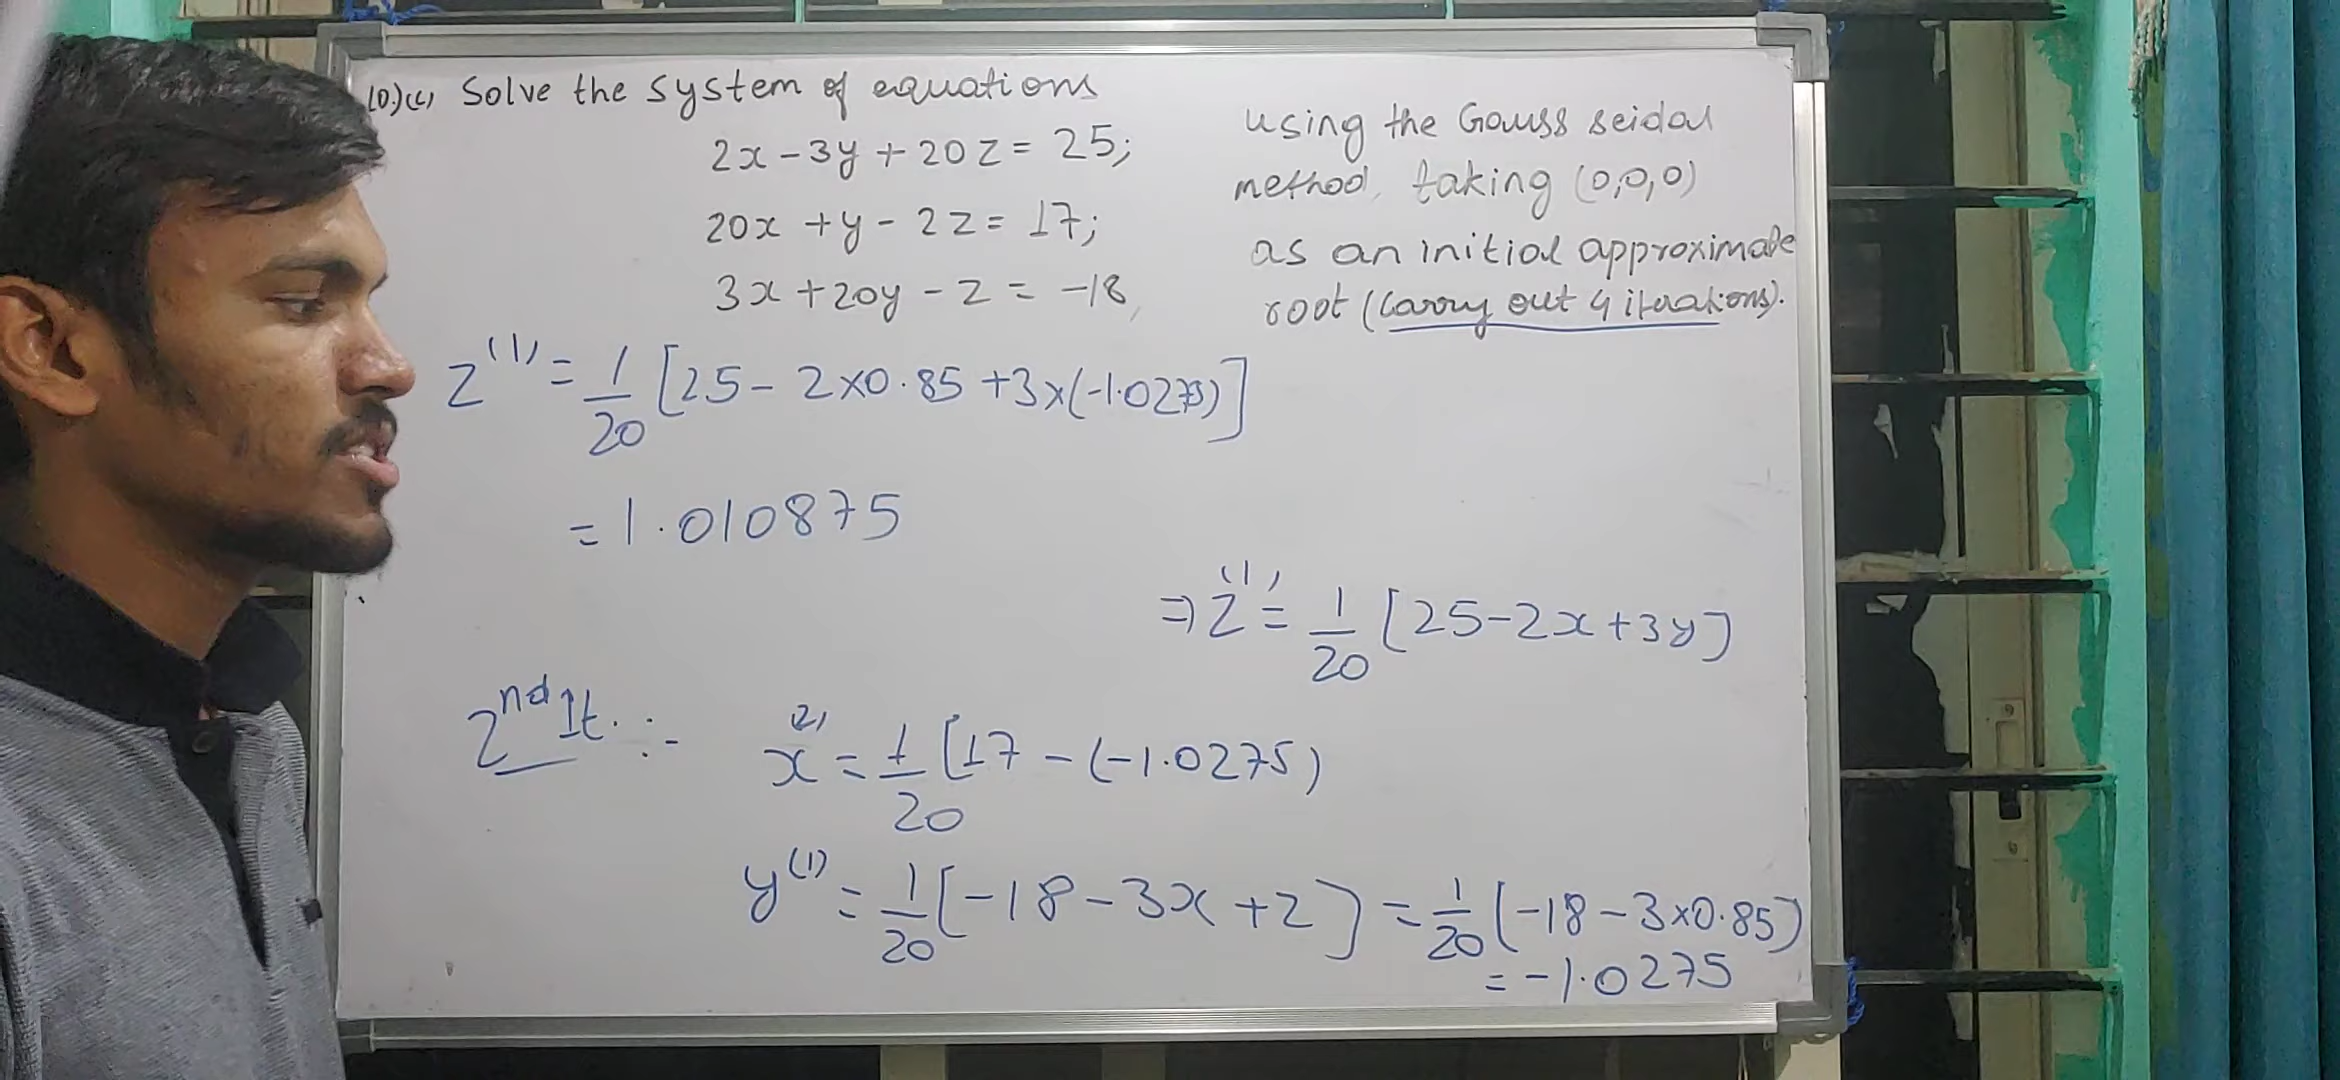 10)(c) Solve the system of equations
2x - 3y + 20z = 25;
20x + y - 2z = 17;
3x + 20y - z = -18,
using the Gauss seidal
method, taking (0,0,0)
as an initial approximate
root (carry out 4 iterations).
z^(1) = 1/20 [25 - 2×0.85 + 3×(-1.0275)]
= 1.010875
⇒ z^(1) = 1/20 [25 - 2x + 3y]
2nd It. :- x^(2) = 1/20 [17 - (-1.0275)
y^(1) = 1/20 [-18 - 3x + z] = 1/20 (-18 - 3×0.85)
= -1.0275